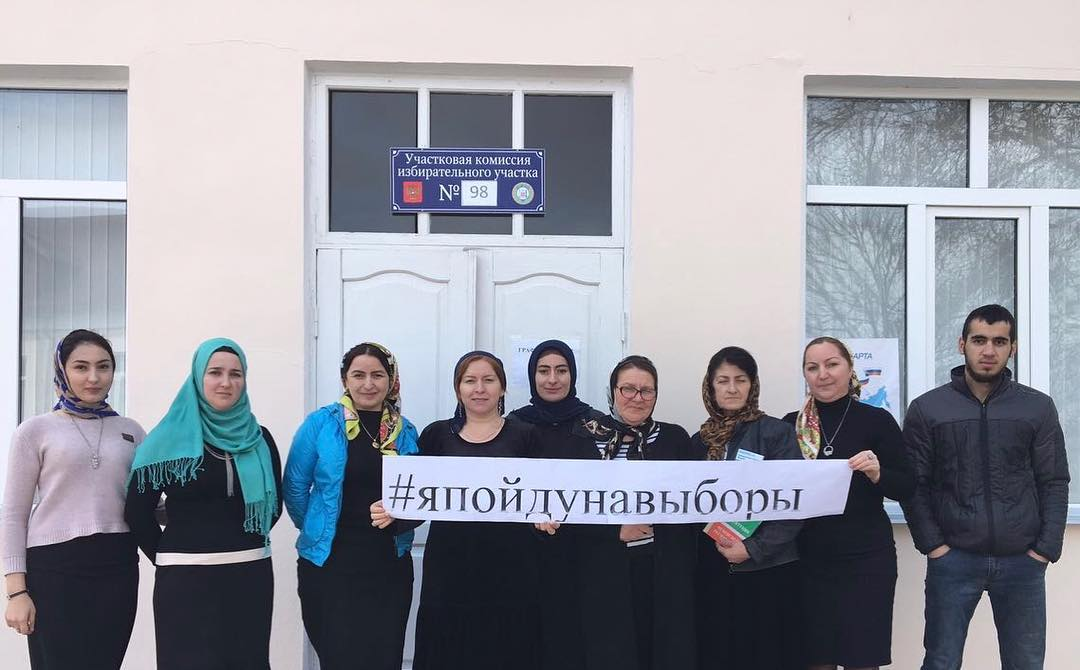 Участковая комиссия
избирательного участка
№ 98
#япойдунавыборы